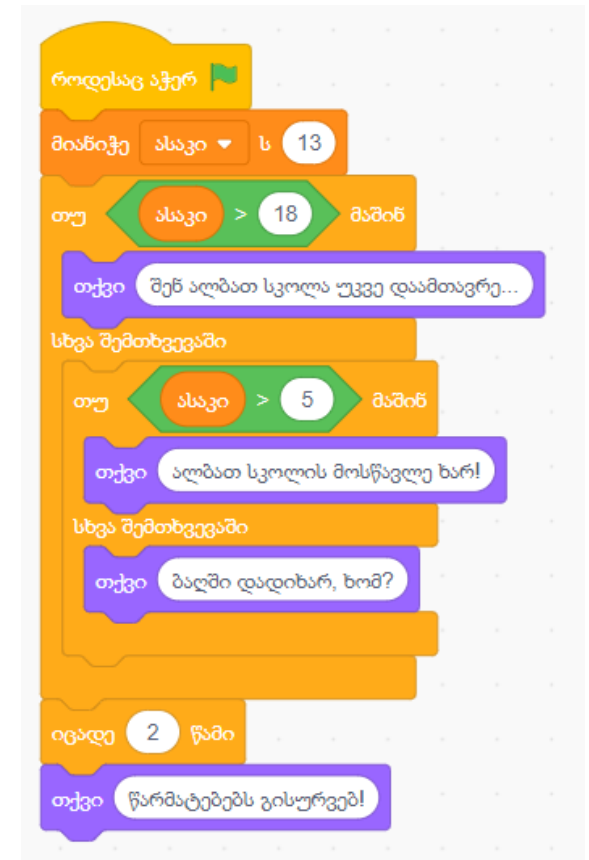 როდესაც აჭერ
მიანიჭე ასაკი ს 13
თუ ასაკი > 18 მაშინ
თქვი შენ ალბათ სკოლა უკვე დაამთავრე...
სხვა შემთხვევაში
თუ ასაკი > 5 მაშინ
თქვი ალბათ სკოლის მოსწავლე ხარ!
სხვა შემთხვევაში
თქვი ბაღში დადიხარ, ხომ?
იცადე 2 წამი
თქვი წარმატებებს გისურვებ!